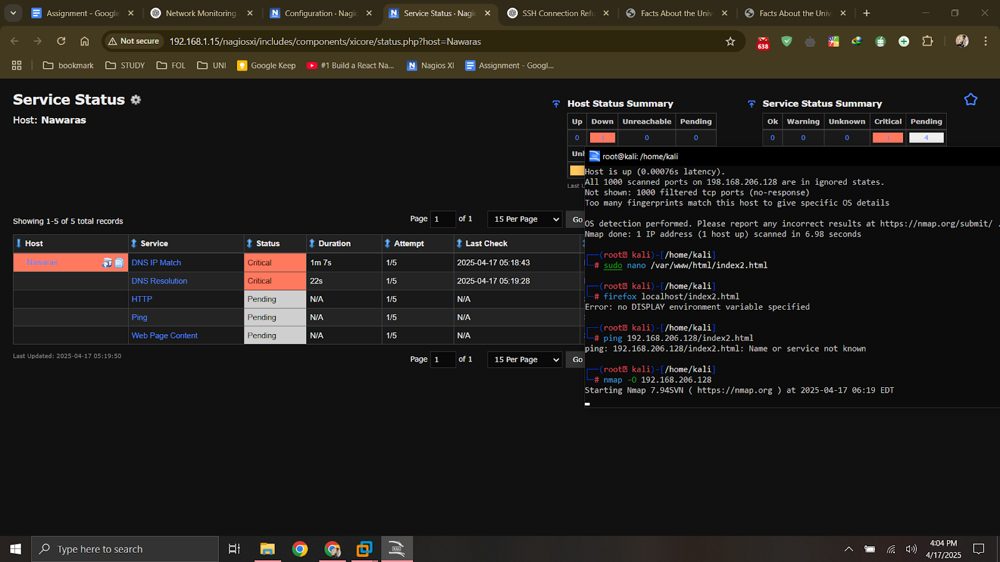 Assignment - Google
Network Monitoring
Configuration · Nagi
Service Status · Nagi
SSH Connection Refu
Facts About the Univ
Facts About the Univ
Not secure
192.168.1.15/nagiosxi/includes/components/xicore/status.php?host=Nawaras
638
bookmark
STUDY
FOL
UNI
Google Keep
#1 Build a React Na...
Nagios XI
Assignment - Googl...
Service Status
Host: Nawaras
Host Status Summary
Up Down Unreachable Pending
0 1 0 0
Unh
Last U
Service Status Summary
Ok Warning Unknown Critical Pending
0 0 0 1 4
root@kali: /home/kali
Host is up (0.00076s latency).
All 1000 scanned ports on 198.168.206.128 are in ignored states.
Not shown: 1000 filtered tcp ports (no-response)
Too many fingerprints match this host to give specific OS details
OS detection performed. Please report any incorrect results at https://nmap.org/submit/ .
Nmap done: 1 IP address (1 host up) scanned in 6.98 seconds
(root kali)-[/home/kali]
# sudo nano /var/www/html/index2.html
(root kali)-[/home/kali]
# firefox localhost/index2.html
Error: no DISPLAY environment variable specified
(root kali)-[/home/kali]
# ping 192.168.206.128/index2.html
ping: 192.168.206.128/index2.html: Name or service not known
(root kali)-[/home/kali]
# nmap -O 192.168.206.128
Starting Nmap 7.94SVN ( https://nmap.org ) at 2025-04-17 06:19 EDT
Showing 1-5 of 5 total records
Page 1 of 1 15 Per Page Go
Host Service Status Duration Attempt Last Check
Nawaras DNS IP Match Critical 1m 7s 1/5 2025-04-17 05:18:43
DNS Resolution Critical 22s 1/5 2025-04-17 05:19:28
HTTP Pending N/A 1/5 N/A
Ping Pending N/A 1/5 N/A
Web Page Content Pending N/A 1/5 N/A
Last Updated: 2025-04-17 05:19:50
Page 1 of 1 15 Per Page Go
Type here to search
4:04 PM
4/17/2025